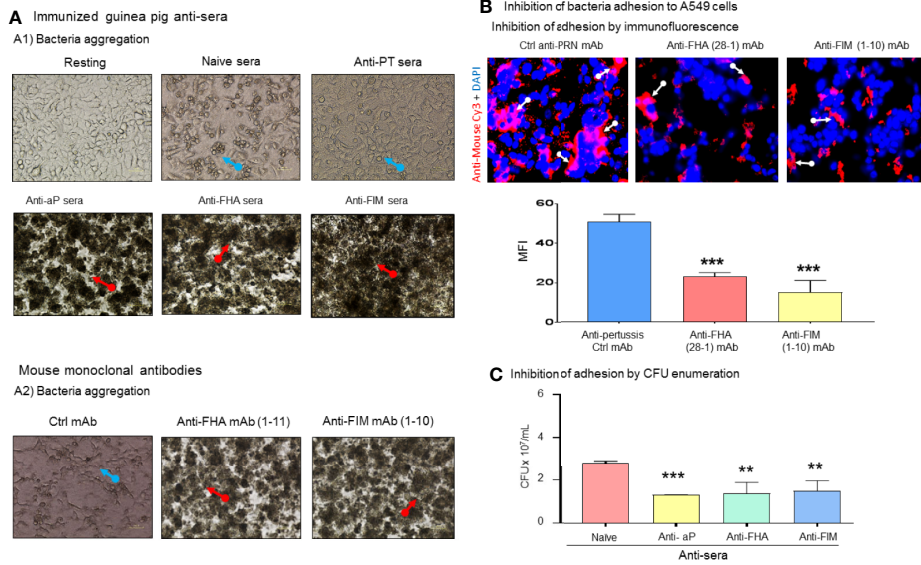 A Immunized guinea pig anti-sera
A1) Bacteria aggregation
Resting Naive sera Anti-PT sera
Anti-aP sera Anti-FHA sera Anti-FIM sera
Mouse monoclonal antibodies
A2) Bacteria aggregation
Ctrl mAb Anti-FHA mAb (1-11) Anti-FIM mAb (1-10)
B Inhibition of bacteria adhesion to A549 cells
Inhibition of adhesion by immunofluorescence
Ctrl anti-PRN mAb Anti-FHA (28-1) mAb Anti-FIM (1-10) mAb
Anti-Mouse Cy3 + DAPI
MFI
60
40
20
0
*** ***
Anti-pertussis Anti-FHA Anti-FIM
Ctrl mAb (28-1) mAb (1-10) mAb
C Inhibition of adhesion by CFU enumeration
CFUx 10⁷/mL
6
4
2
0
*** ** **
Naïve Anti- aP Anti-FHA Anti-FIM
Anti-sera